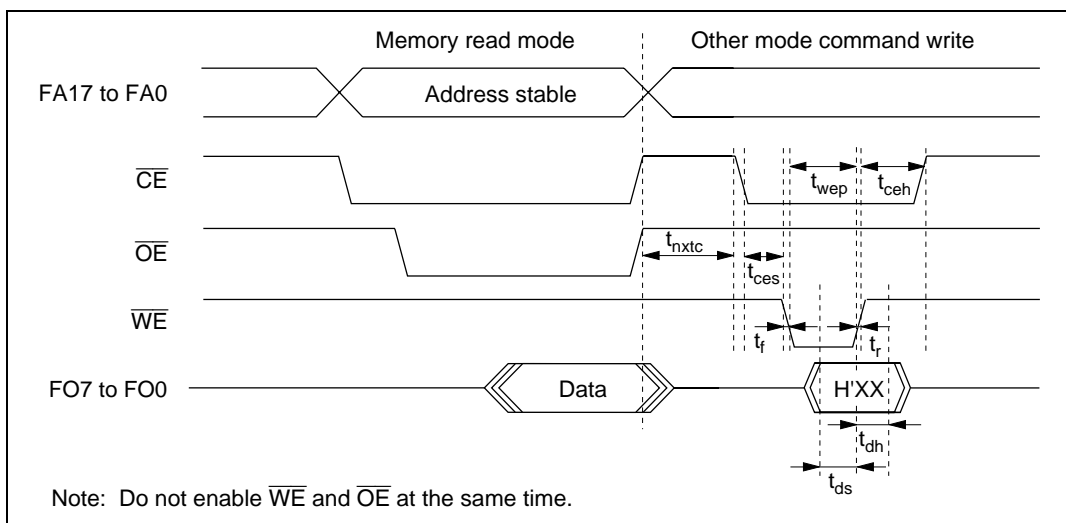 Memory read mode
Other mode command write
FA17 to FA0
Address stable
CE
twep
tceh
OE
tnxtc
tces
WE
tf
tr
FO7 to FO0
Data
H'XX
tdh
tds
Note: Do not enable WE and OE at the same time.